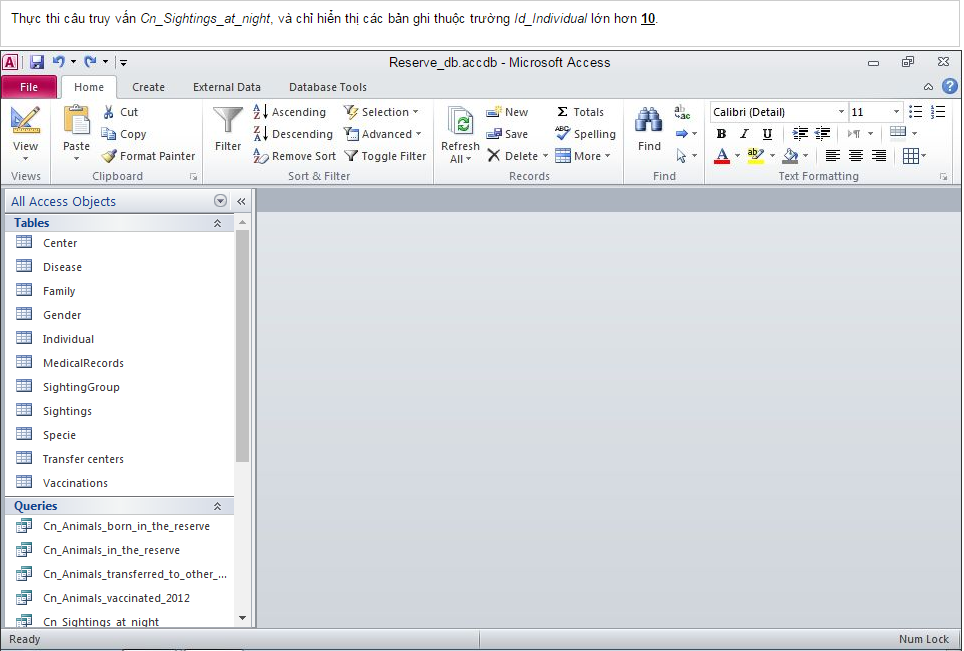 Thực thi câu truy vấn Cn_Sightings_at_night, và chỉ hiển thị các bản ghi thuộc trường Id_Individual lớn hơn 10.
Reserve_db.accdb - Microsoft Access
File Home Create External Data Database Tools
View
Views
Paste
Cut
Copy
Format Painter
Clipboard
Filter
Ascending
Descending
Remove Sort
Selection
Advanced
Toggle Filter
Sort & Filter
Refresh
All
New
Save
Delete
Totals
Spelling
More
Records
Find
Find
Calibri (Detail) 11
B I U
Text Formatting
All Access Objects
Tables
Center
Disease
Family
Gender
Individual
MedicalRecords
SightingGroup
Sightings
Specie
Transfer centers
Vaccinations
Queries
Cn_Animals_born_in_the_reserve
Cn_Animals_in_the_reserve
Cn_Animals_transferred_to_other_...
Cn_Animals_vaccinated_2012
Cn_Sightings_at_night
Ready Num Lock